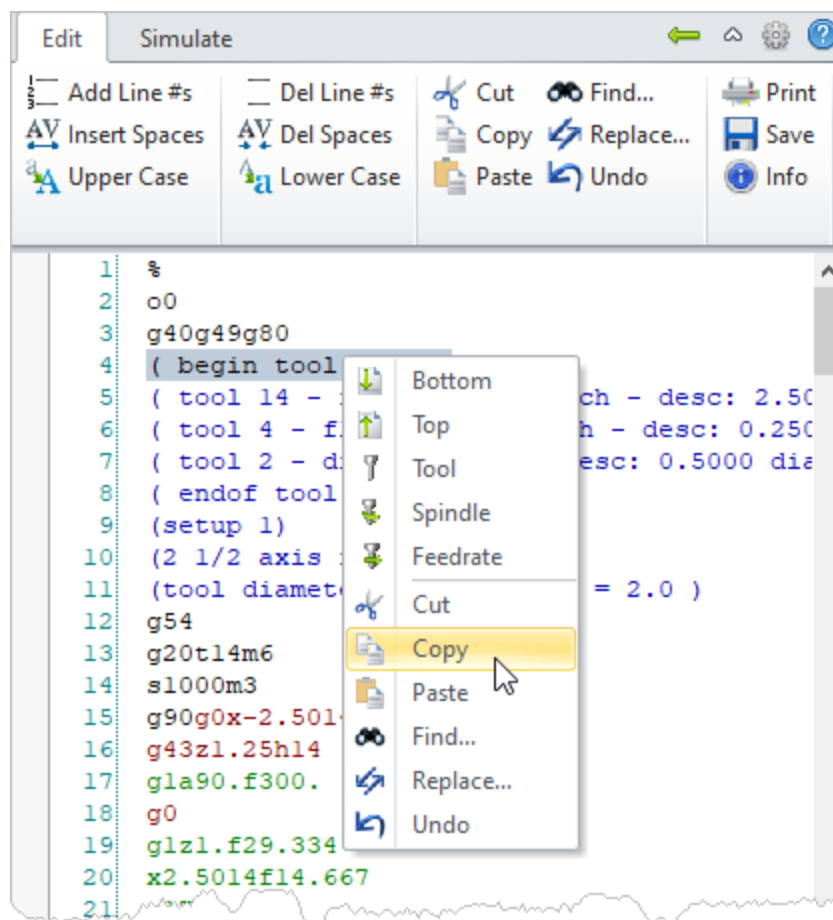 Edit Simulate
Add Line #s Del Line #s Cut Find... Print
Insert Spaces Del Spaces Copy Replace... Save
Upper Case Lower Case Paste Undo Info
1 %
2 o0
3 g40g49g80
4 ( begin tool
5 ( tool 14 - ch - desc: 2.50
6 ( tool 4 - fl h - desc: 0.250
7 ( tool 2 - di esc: 0.5000 dia
8 ( endof tool
9 (setup 1)
10 (2 1/2 axis
11 (tool diamete = 2.0 )
12 g54
13 g20t14m6
14 s1000m3
15 g90g0x-2.501
16 g43z1.25h14
17 g1a90.f300.
18 g0
19 g1z1.f29.334
20 x2.5014f14.667
21
Bottom
Top
Tool
Spindle
Feedrate
Cut
Copy
Paste
Find...
Replace...
Undo